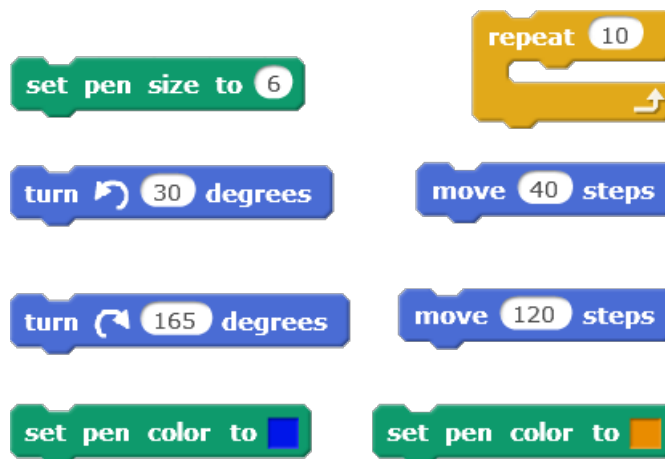 repeat 10
set pen size to 6
turn 30 degrees
move 40 steps
turn 165 degrees
move 120 steps
set pen color to
set pen color to